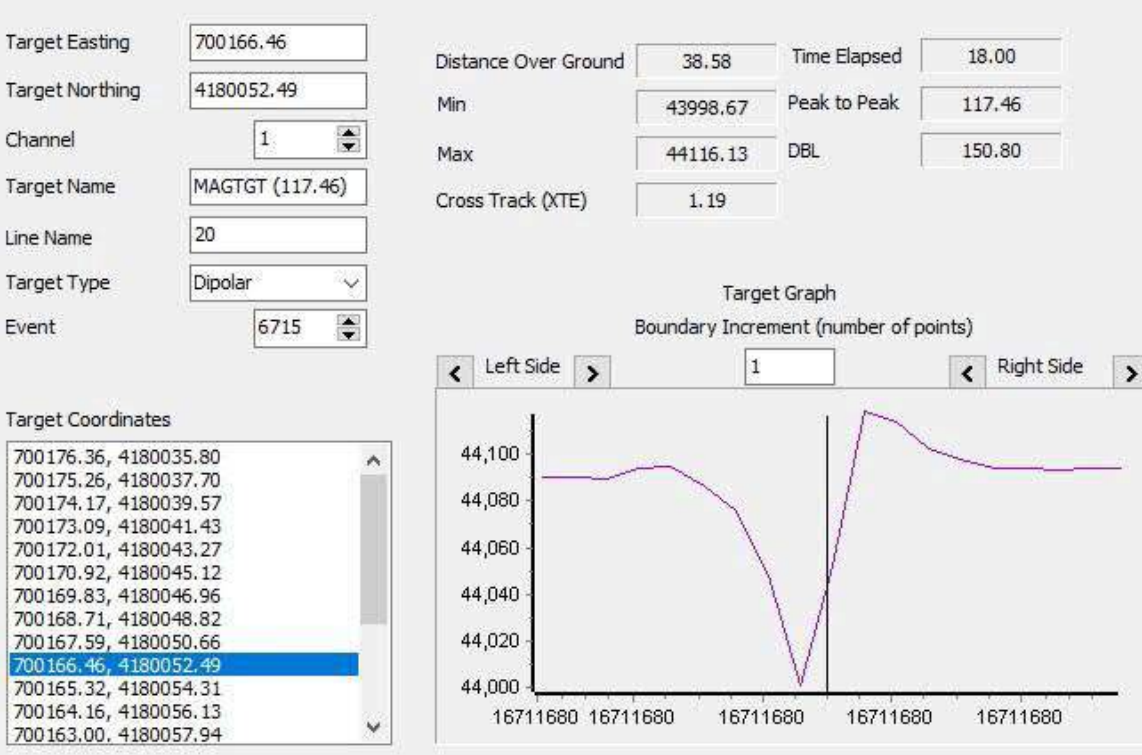 Target Easting 700166.46
Target Northing 4180052.49
Channel 1
Target Name MAGTGT (117.46)
Line Name 20
Target Type Dipolar
Event 6715
Distance Over Ground 38.58 Time Elapsed 18.00
Min 43998.67 Peak to Peak 117.46
Max 44116.13 DBL 150.80
Cross Track (XTE) 1.19
Target Coordinates
700176.36, 4180035.80
700175.26, 4180037.70
700174.17, 4180039.57
700173.09, 4180041.43
700172.01, 4180043.27
700170.92, 4180045.12
700169.83, 4180046.96
700168.71, 4180048.82
700167.59, 4180050.66
700166.46, 4180052.49
700165.32, 4180054.31
700164.16, 4180056.13
700163.00, 4180057.94
Target Graph
Boundary Increment (number of points)
< Left Side > 1 < Right Side >
44,100
44,080
44,060
44,040
44,020
44,000
16711680 16711680 16711680 16711680 16711680